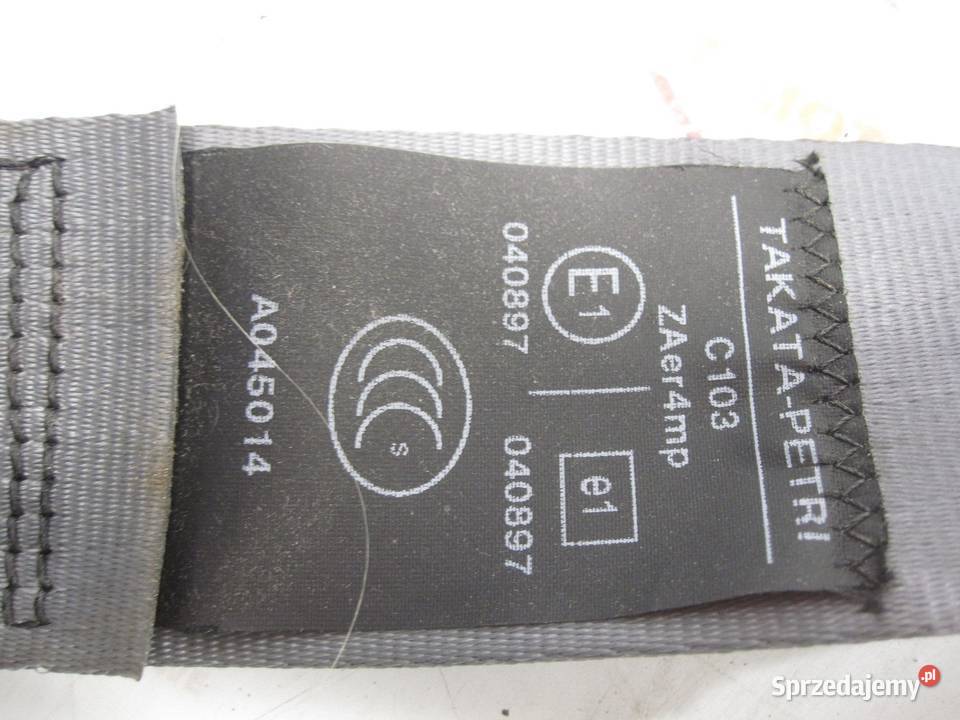 TAKATA-PETRI
C103
ZAer4mp
E1 e1
040897 040897
S
A045014
Sprzedajemy.pl